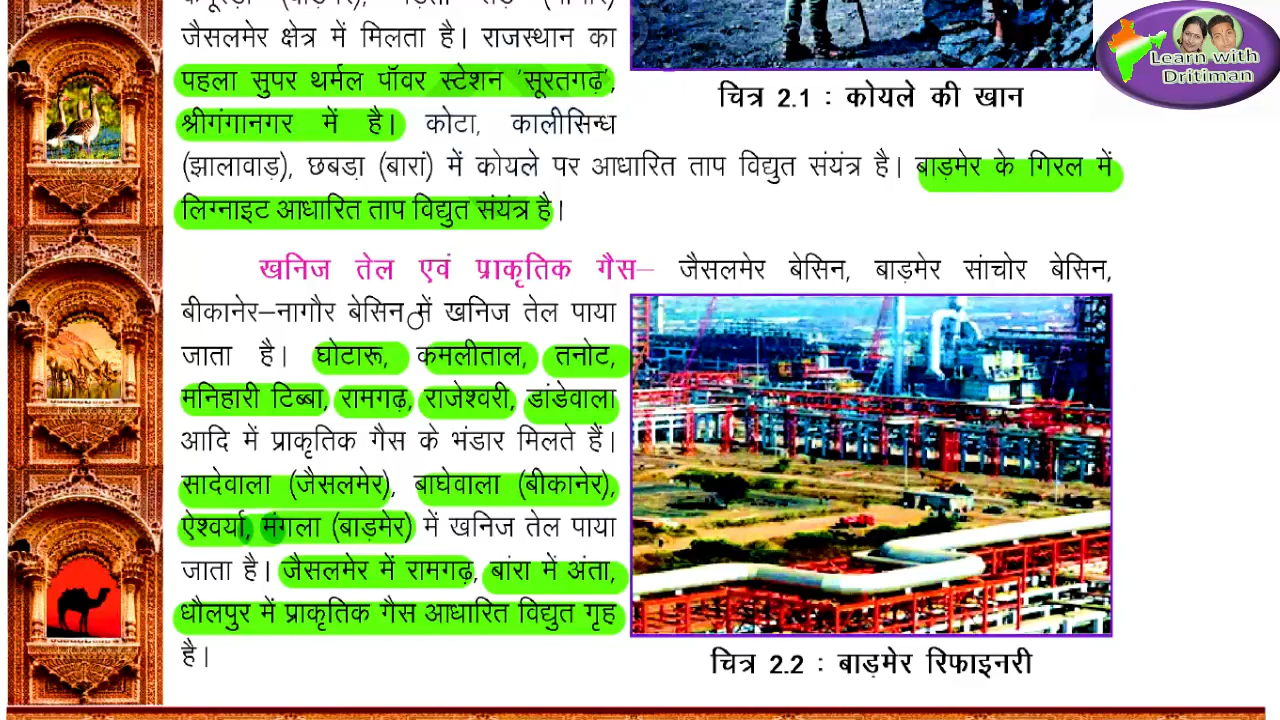 जैसलमेर क्षेत्र में मिलता है। राजस्थान का
पहला सुपर थर्मल पॉवर स्टेशन ‘सूरतगढ़’,
श्रीगंगानगर में है। कोटा, कालीसिन्ध
(झालावाड़), छबड़ा (बारां) में कोयले पर आधारित ताप विद्युत संयंत्र है। बाड़मेर के गिरल में
लिग्नाइट आधारित ताप विद्युत संयंत्र है।
चित्र 2.1 : कोयले की खान
Learn with
Dritiman
खनिज तेल एवं प्राकृतिक गैस– जैसलमेर बेसिन, बाड़मेर सांचोर बेसिन,
बीकानेर–नागौर बेसिन में खनिज तेल पाया
जाता है। घोटारू, कमलीताल, तनोट,
मनिहारी टिब्बा, रामगढ़, राजेश्वरी, डांडेवाला
आदि में प्राकृतिक गैस के भंडार मिलते हैं।
सादेवाला (जैसलमेर), बाघेवाला (बीकानेर),
ऐश्वर्या, मंगला (बाड़मेर) में खनिज तेल पाया
जाता है। जैसलमेर में रामगढ़, बांरा में अंता,
धौलपुर में प्राकृतिक गैस आधारित विद्युत गृह
है।
चित्र 2.2 : बाड़मेर रिफाइनरी